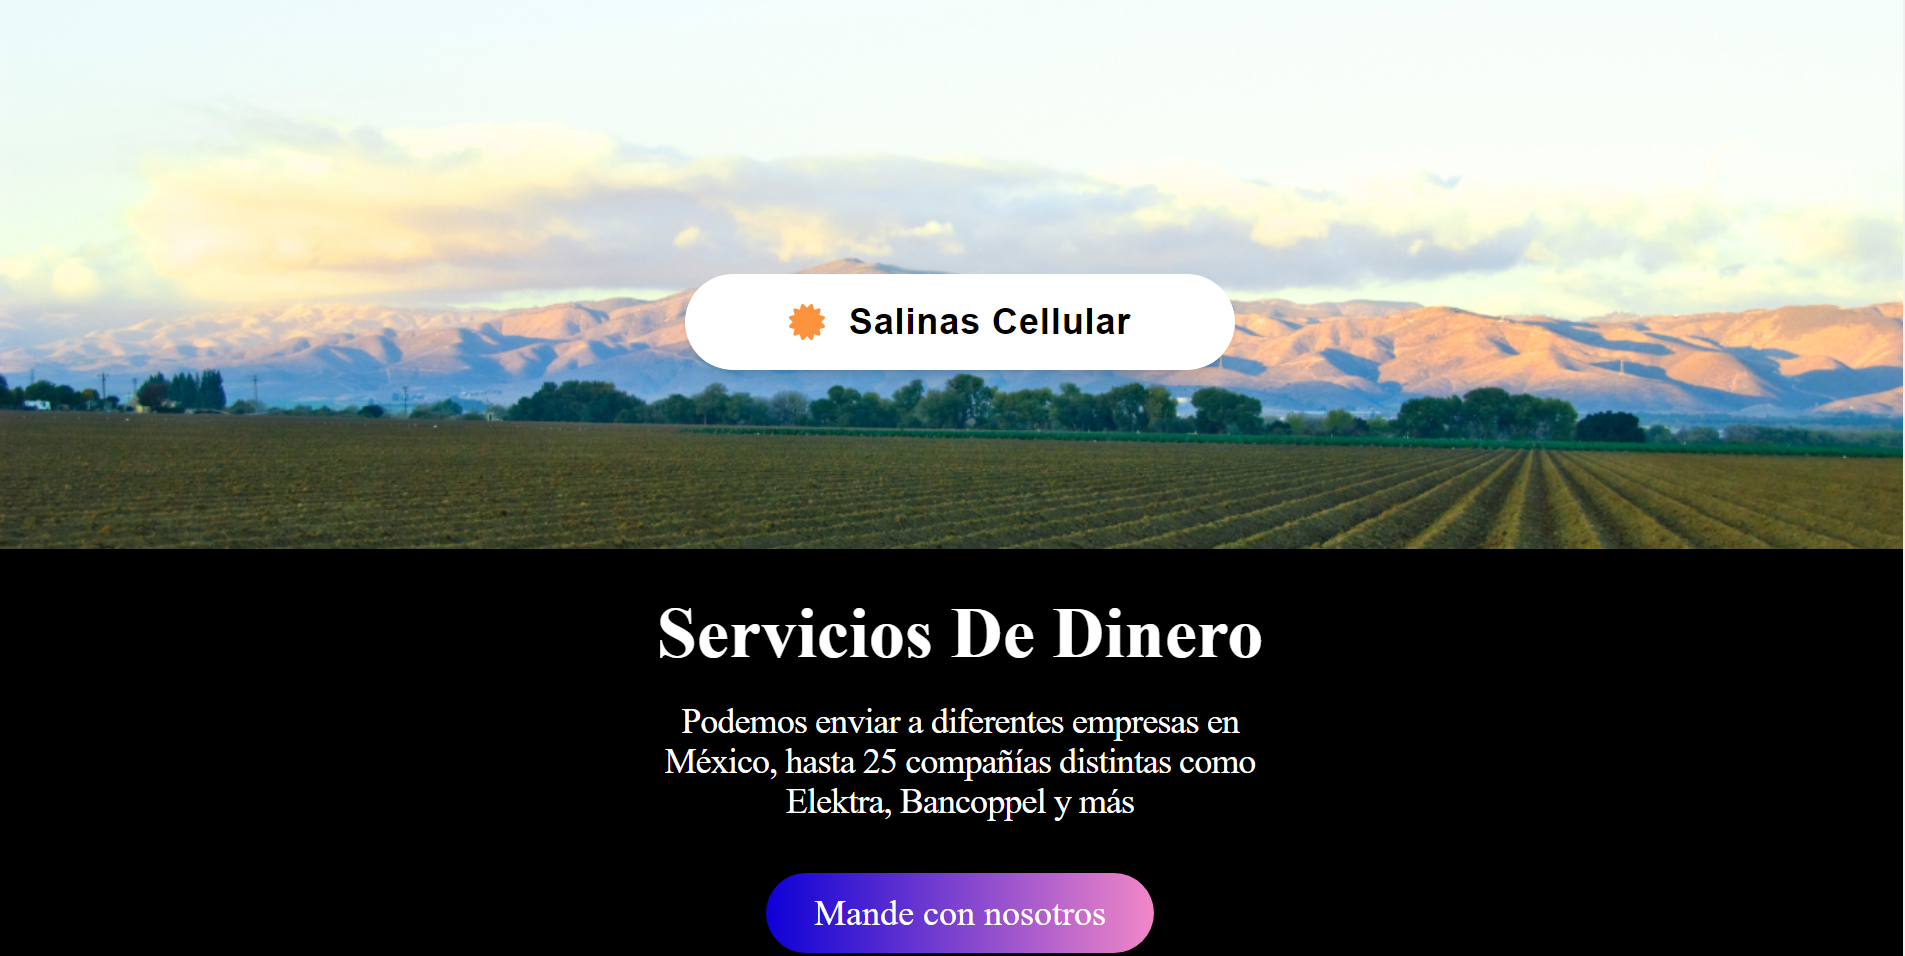 Salinas Cellular
Servicios De Dinero
Podemos enviar a diferentes empresas en
México, hasta 25 compañías distintas como
Elektra, Bancoppel y más
Mande con nosotros